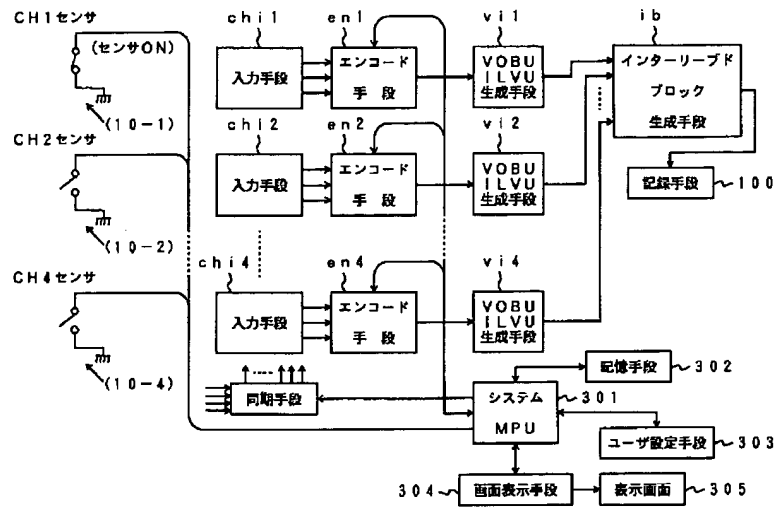 CH1センサ
(センサON)
(10-1)
CH2センサ
(10-2)
CH4センサ
(10-4)
chi1
入力手段
en1
エンコード
手 段
vi1
VOBU
ILVU
生成手段
ib
インターリーブド
ブロック
生成手段
chi2
入力手段
en2
エンコード
手 段
vi2
VOBU
ILVU
生成手段
記録手段
100
chi4
入力手段
en4
エンコード
手 段
vi4
VOBU
ILVU
生成手段
同期手段
システム
MPU
301
記憶手段
302
ユーザ設定手段
303
304
画面表示手段
表示画面
305